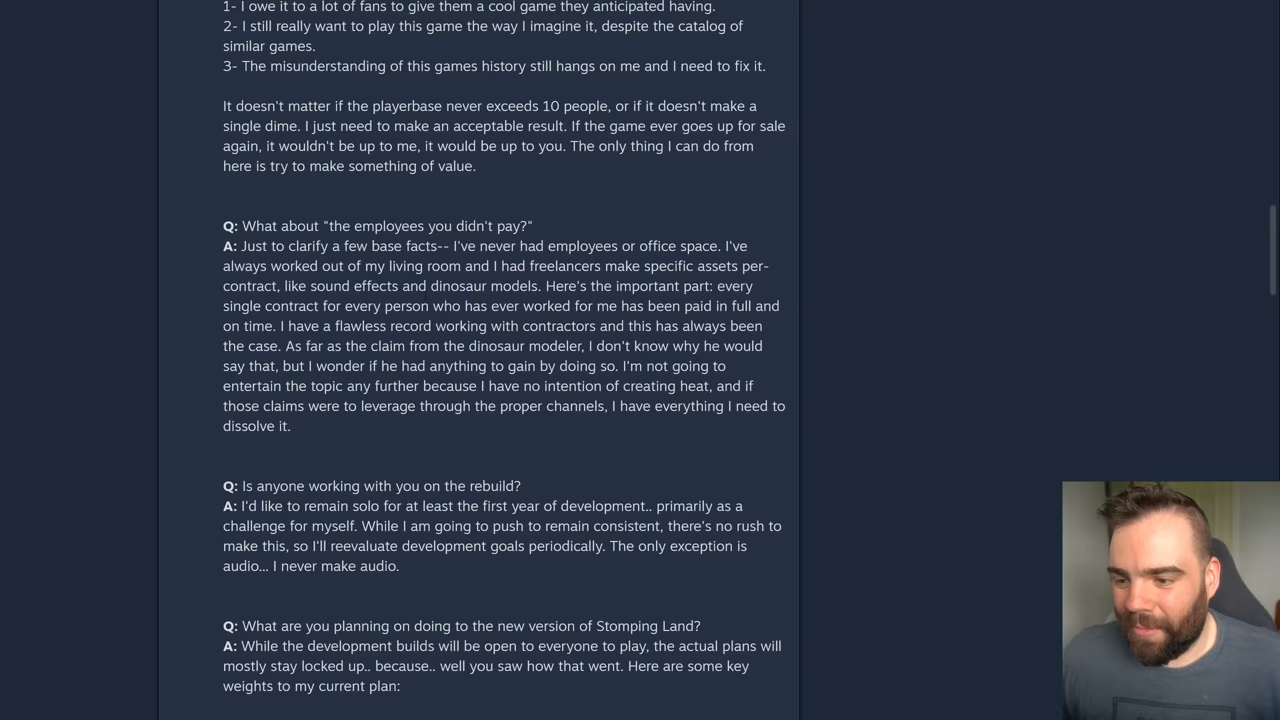 1- I owe it to a lot of fans to give them a cool game they anticipated having.
2- I still really want to play this game the way I imagine it, despite the catalog of
similar games.
3- The misunderstanding of this games history still hangs on me and I need to fix it.
It doesn't matter if the playerbase never exceeds 10 people, or if it doesn't make a
single dime. I just need to make an acceptable result. If the game ever goes up for sale
again, it wouldn't be up to me, it would be up to you. The only thing I can do from
here is try to make something of value.
Q: What about "the employees you didn't pay?"
A: Just to clarify a few base facts-- I've never had employees or office space. I've
always worked out of my living room and I had freelancers make specific assets per-
contract, like sound effects and dinosaur models. Here's the important part: every
single contract for every person who has ever worked for me has been paid in full and
on time. I have a flawless record working with contractors and this has always been
the case. As far as the claim from the dinosaur modeler, I don't know why he would
say that, but I wonder if he had anything to gain by doing so. I'm not going to
entertain the topic any further because I have no intention of creating heat, and if
those claims were to leverage through the proper channels, I have everything I need to
dissolve it.
Q: Is anyone working with you on the rebuild?
A: I'd like to remain solo for at least the first year of development.. primarily as a
challenge for myself. While I am going to push to remain consistent, there's no rush to
make this, so I'll reevaluate development goals periodically. The only exception is
audio... I never make audio.
Q: What are you planning on doing to the new version of Stomping Land?
A: While the development builds will be open to everyone to play, the actual plans will
mostly stay locked up.. because.. well you saw how that went. Here are some key
weights to my current plan: